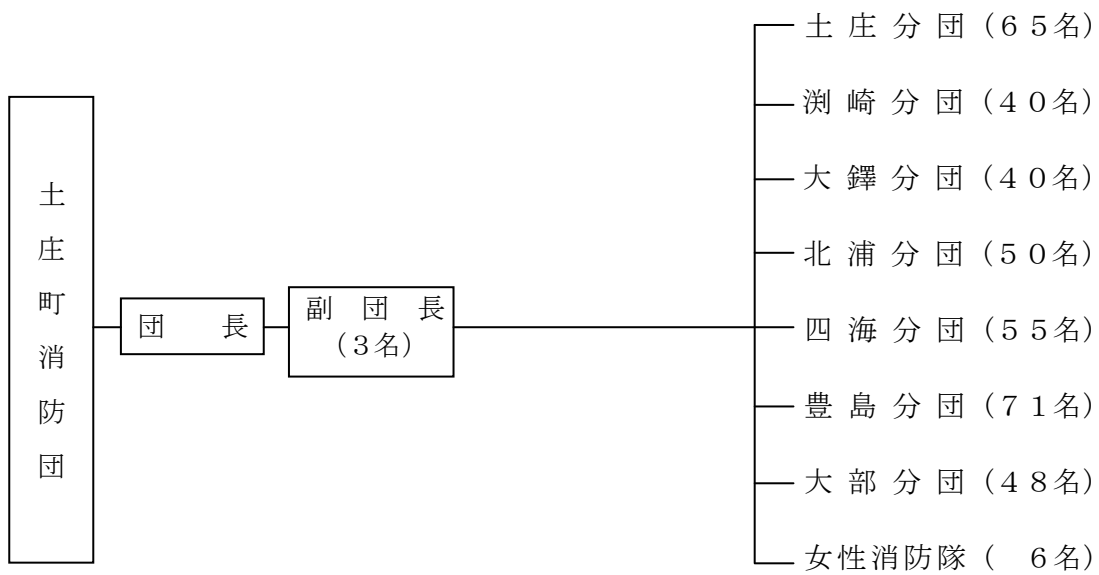 土庄町消防団
団　　長
副　団　長
（３名）
土 庄 分 団（６５名）
渕 崎 分 団（４０名）
大 鐸 分 団（４０名）
北 浦 分 団（５０名）
四 海 分 団（５５名）
豊 島 分 団（７１名）
大 部 分 団（４８名）
女性消防隊（　６名）